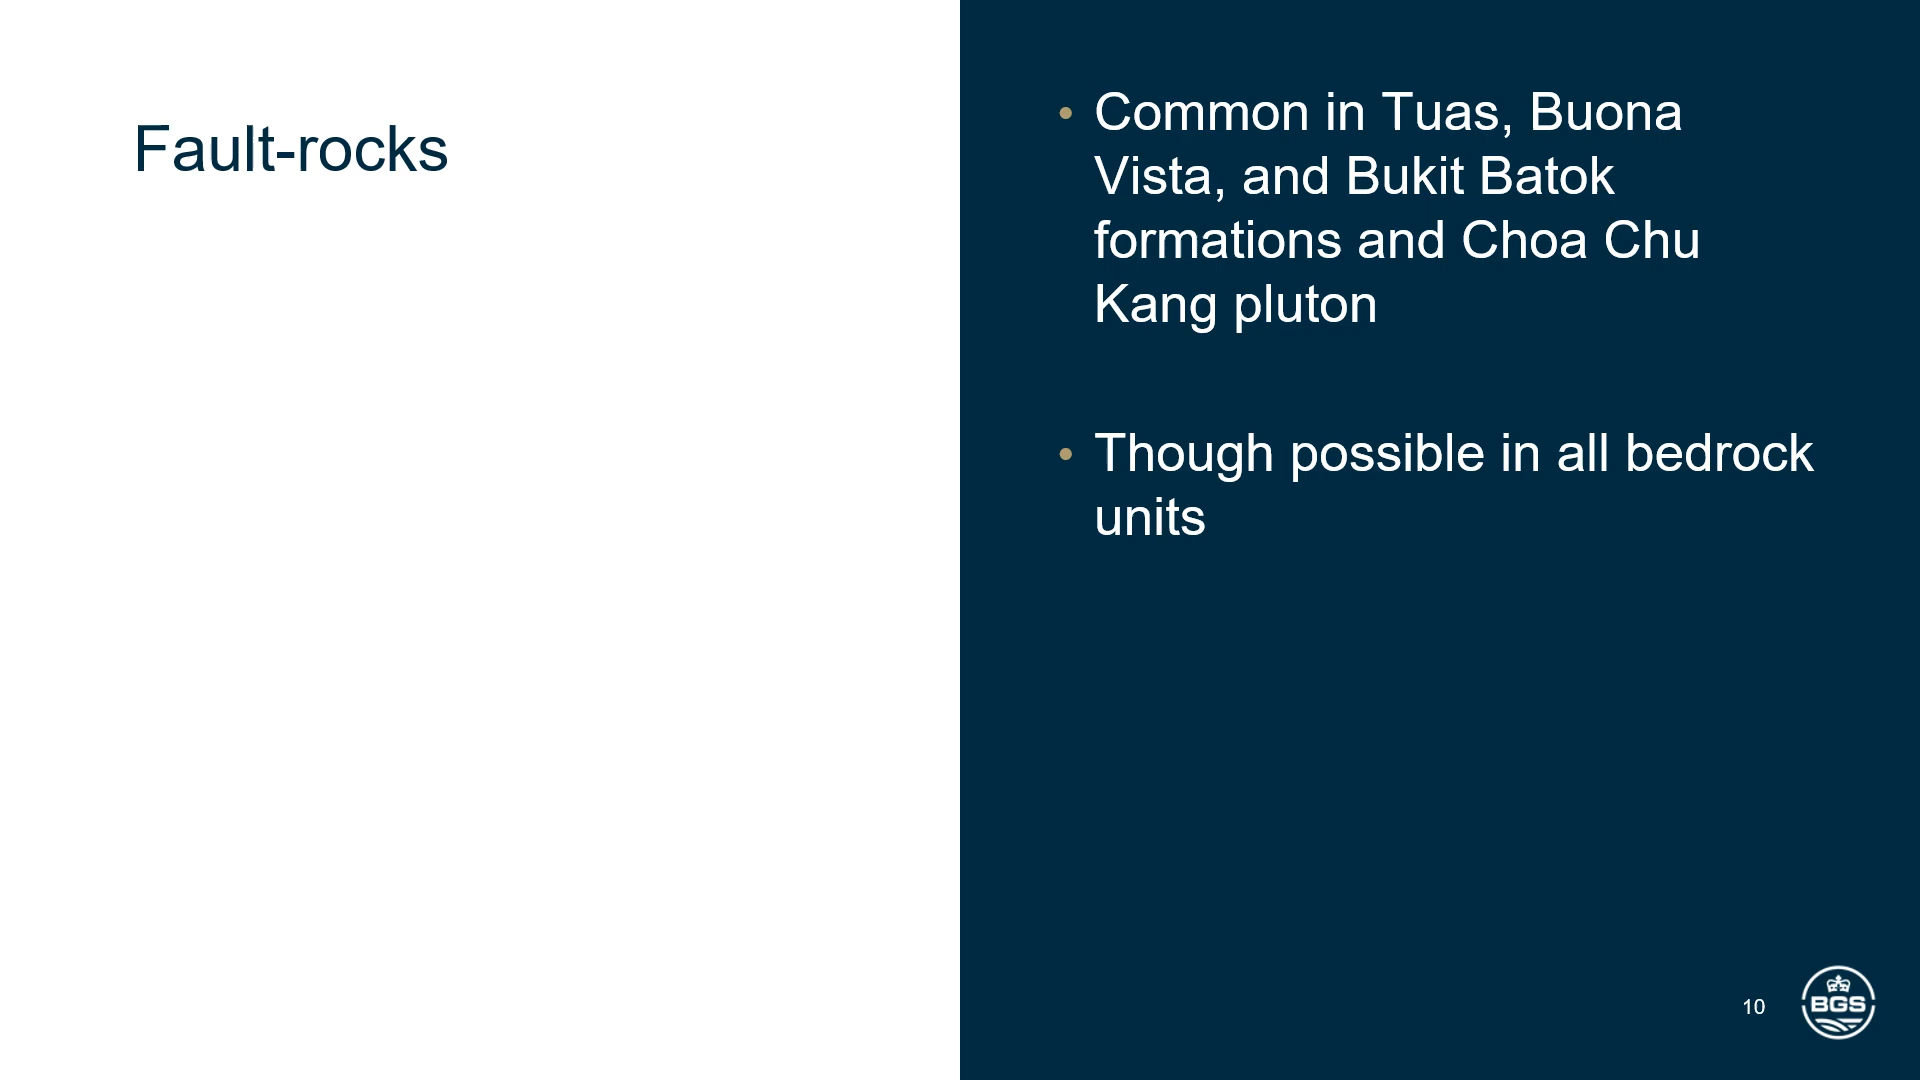 Fault-rocks
• Common in Tuas, Buona
Vista, and Bukit Batok
formations and Choa Chu
Kang pluton
• Though possible in all bedrock
units
10
BGS